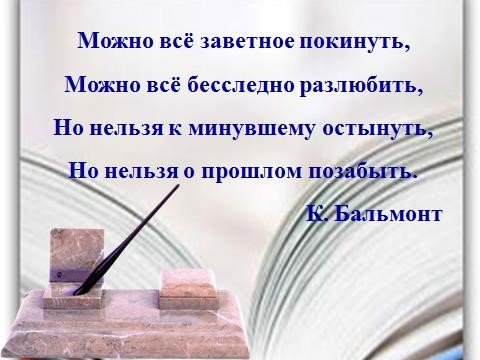 Можно всё заветное покинуть,
Можно всё бесследно разлюбить,
Но нельзя к минувшему остынуть,
Но нельзя о прошлом позабыть.
К. Бальмонт